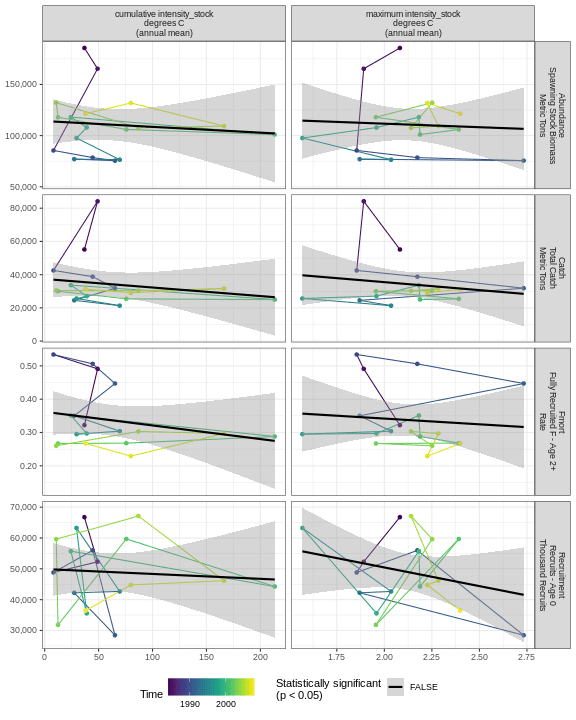 cumulative intensity_stock
degrees C
(annual mean)
maximum intensity_stock
degrees C
(annual mean)
150,000
100,000
50,000
Abundance
Spawning Stock Biomass
Metric Tons
80,000
60,000
40,000
20,000
0
Catch
Total Catch
Metric Tons
0.50
0.40
0.30
0.20
Fmort
Fully Recruited F - Age 2+
Rate
70,000
60,000
50,000
40,000
30,000
Recruitment
Recruits - Age 0
Thousand Recruits
0
50
100
150
200
1.75
2.00
2.25
2.50
2.75
Time
1990
2000
Statistically significant
(p < 0.05)
FALSE